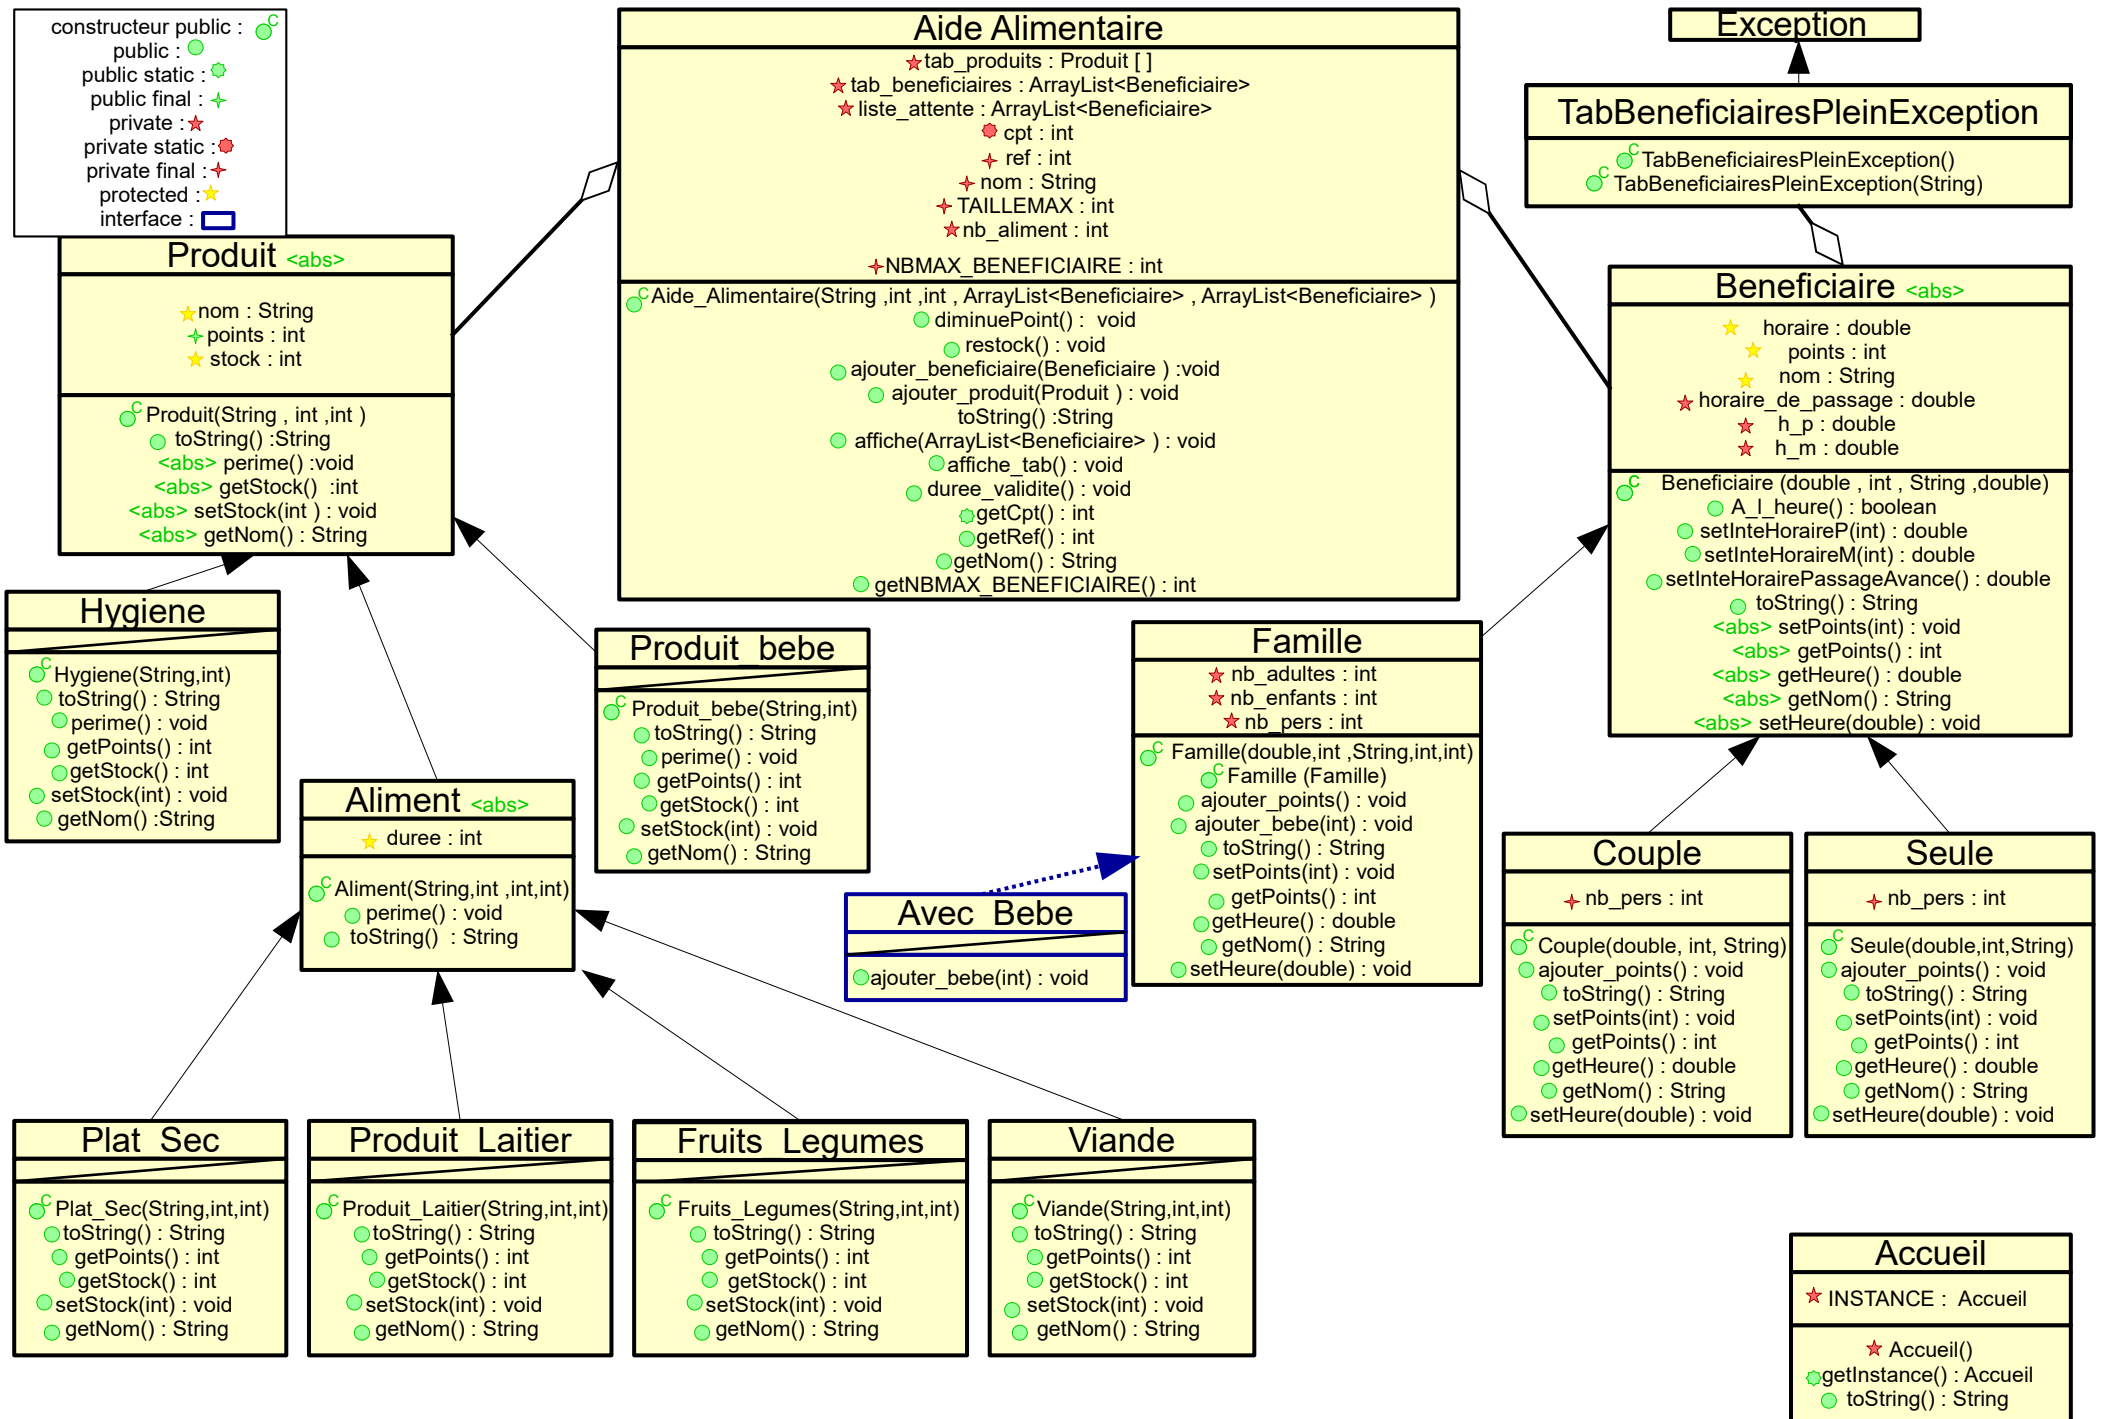 constructeur public :
C
public :
public static :
public final :
private :
private static :
private final :
protected :
interface :
Aide Alimentaire
tab_produits : Produit [ ]
tab_beneficiaires : ArrayList<Beneficiaire>
liste_attente : ArrayList<Beneficiaire>
cpt : int
ref : int
nom : String
TAILLEMAX : int
nb_aliment : int
NBMAX_BENEFICIAIRE : int
C
Aide_Alimentaire(String ,int ,int , ArrayList<Beneficiaire> , ArrayList<Beneficiaire> )
diminuePoint() : void
restock() : void
ajouter_beneficiaire(Beneficiaire ) :void
ajouter_produit(Produit ) : void
toString() :String
affiche(ArrayList<Beneficiaire> ) : void
affiche_tab() : void
duree_validite() : void
getCpt() : int
getRef() : int
getNom() : String
getNBMAX_BENEFICIAIRE() : int
Exception
TabBeneficiairesPleinException
C
TabBeneficiairesPleinException()
C
TabBeneficiairesPleinException(String)
Produit <abs>
nom : String
points : int
stock : int
C
Produit(String , int ,int )
toString() :String
<abs> perime() :void
<abs> getStock() :int
<abs> setStock(int ) : void
<abs> getNom() : String
Beneficiaire <abs>
horaire : double
points : int
nom : String
horaire_de_passage : double
h_p : double
h_m : double
C
Beneficiaire (double , int , String ,double)
A_l_heure() : boolean
setInteHoraireP(int) : double
setInteHoraireM(int) : double
setInteHorairePassageAvance() : double
toString() : String
<abs> setPoints(int) : void
<abs> getPoints() : int
<abs> getHeure() : double
<abs> getNom() : String
<abs> setHeure(double) : void
Hygiene
C
Hygiene(String,int)
toString() : String
perime() : void
getPoints() : int
getStock() : int
setStock(int) : void
getNom() :String
Produit_bebe
C
Produit_bebe(String,int)
toString() : String
perime() : void
getPoints() : int
getStock() : int
setStock(int) : void
getNom() : String
Famille
nb_adultes : int
nb_enfants : int
nb_pers : int
C
Famille(double,int ,String,int,int)
C
Famille (Famille)
ajouter_points() : void
ajouter_bebe(int) : void
toString() : String
setPoints(int) : void
getPoints() : int
getHeure() : double
getNom() : String
setHeure(double) : void
Aliment <abs>
duree : int
C
Aliment(String,int ,int,int)
perime() : void
toString() : String
Avec_Bebe
ajouter_bebe(int) : void
Couple
nb_pers : int
C
Couple(double, int, String)
ajouter_points() : void
toString() : String
setPoints(int) : void
getPoints() : int
getHeure() : double
getNom() : String
setHeure(double) : void
Seule
nb_pers : int
C
Seule(double,int,String)
ajouter_points() : void
toString() : String
setPoints(int) : void
getPoints() : int
getHeure() : double
getNom() : String
setHeure(double) : void
Plat_Sec
C
Plat_Sec(String,int,int)
toString() : String
getPoints() : int
getStock() : int
setStock(int) : void
getNom() : String
Produit_Laitier
C
Produit_Laitier(String,int,int)
toString() : String
getPoints() : int
getStock() : int
setStock(int) : void
getNom() : String
Fruits_Legumes
C
Fruits_Legumes(String,int,int)
toString() : String
getPoints() : int
getStock() : int
setStock(int) : void
getNom() : String
Viande
C
Viande(String,int,int)
toString() : String
getPoints() : int
getStock() : int
setStock(int) : void
getNom() : String
Accueil
INSTANCE : Accueil
Accueil()
getInstance() : Accueil
toString() : String